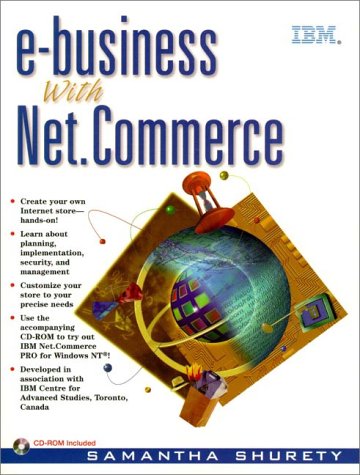 e-business
With
Net.Commerce
IBM®
• Create your own
Internet store—
hands-on!
• Learn about
planning,
implementation,
security, and
management
• Customize your
store to your
precise needs
• Use the
accompanying
CD-ROM to try out
IBM Net.Commerce
PRO for Windows NT®!
• Developed in
association with
IBM Centre for
Advanced Studies, Toronto,
Canada
CD-ROM Included
SAMANTHA SHURETY